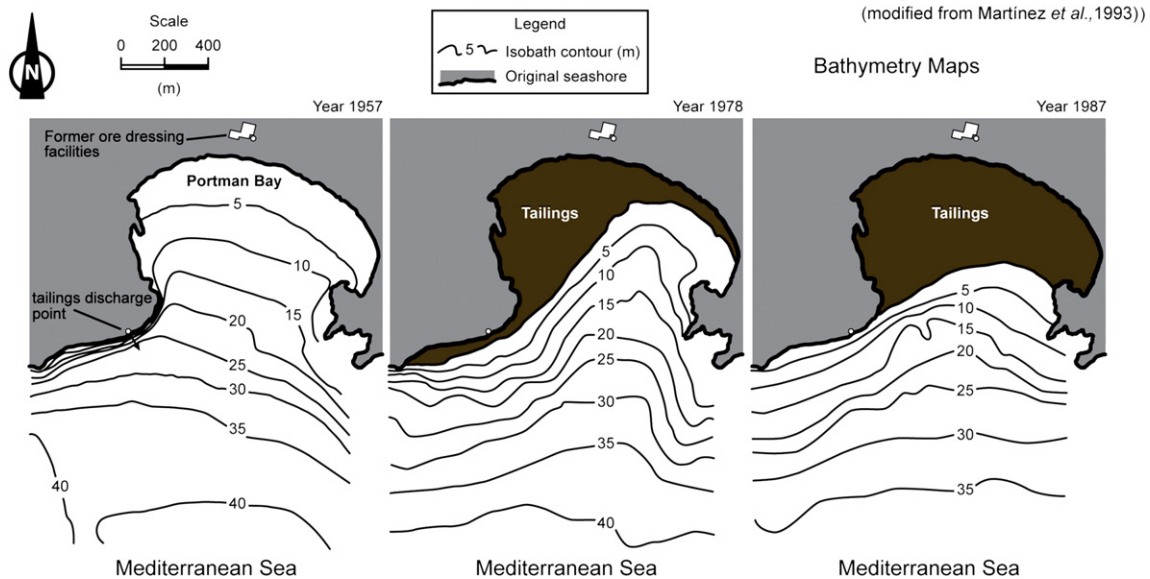 (modified from Martínez et al.,1993))
Scale
0 200 400
(m)
N
Legend
5 Isobath contour (m)
Original seashore
Bathymetry Maps
Year 1957
Former ore dressing
facilities
Portman Bay
5
10
tailings discharge
point
15
20
25
30
35
40
40
Mediterranean Sea
Year 1978
Tailings
5
10
15
20
25
30
35
40
Mediterranean Sea
Year 1987
Tailings
5
10
15
20
25
30
35
Mediterranean Sea